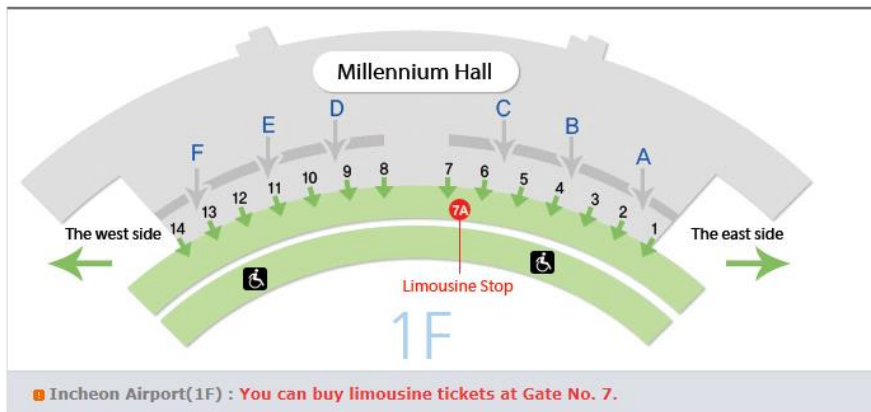 Millennium Hall
F E D C B A
14 13 12 11 10 9 8 7 6 5 4 3 2 1
The west side
The east side
7A
Limousine Stop
1F
Incheon Airport(1F) : You can buy limousine tickets at Gate No. 7.